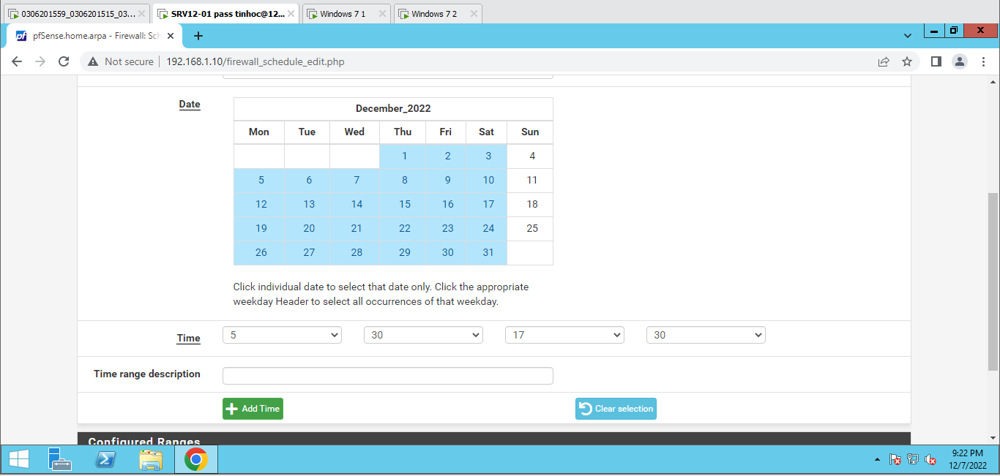 0306201559_0306201515_03...
SRV12-01 pass tinhoc@12...
Windows 7 1
Windows 7 2
pf pfSense.home.arpa - Firewall: Sch
Not secure 192.168.1.10/firewall_schedule_edit.php
Date
December_2022
Mon Tue Wed Thu Fri Sat Sun
1 2 3 4
5 6 7 8 9 10 11
12 13 14 15 16 17 18
19 20 21 22 23 24 25
26 27 28 29 30 31
Click individual date to select that date only. Click the appropriate
weekday Header to select all occurrences of that weekday.
Time 5 30 17 30
Time range description
Add Time Clear selection
Configured Ranges
9:22 PM
12/7/2022